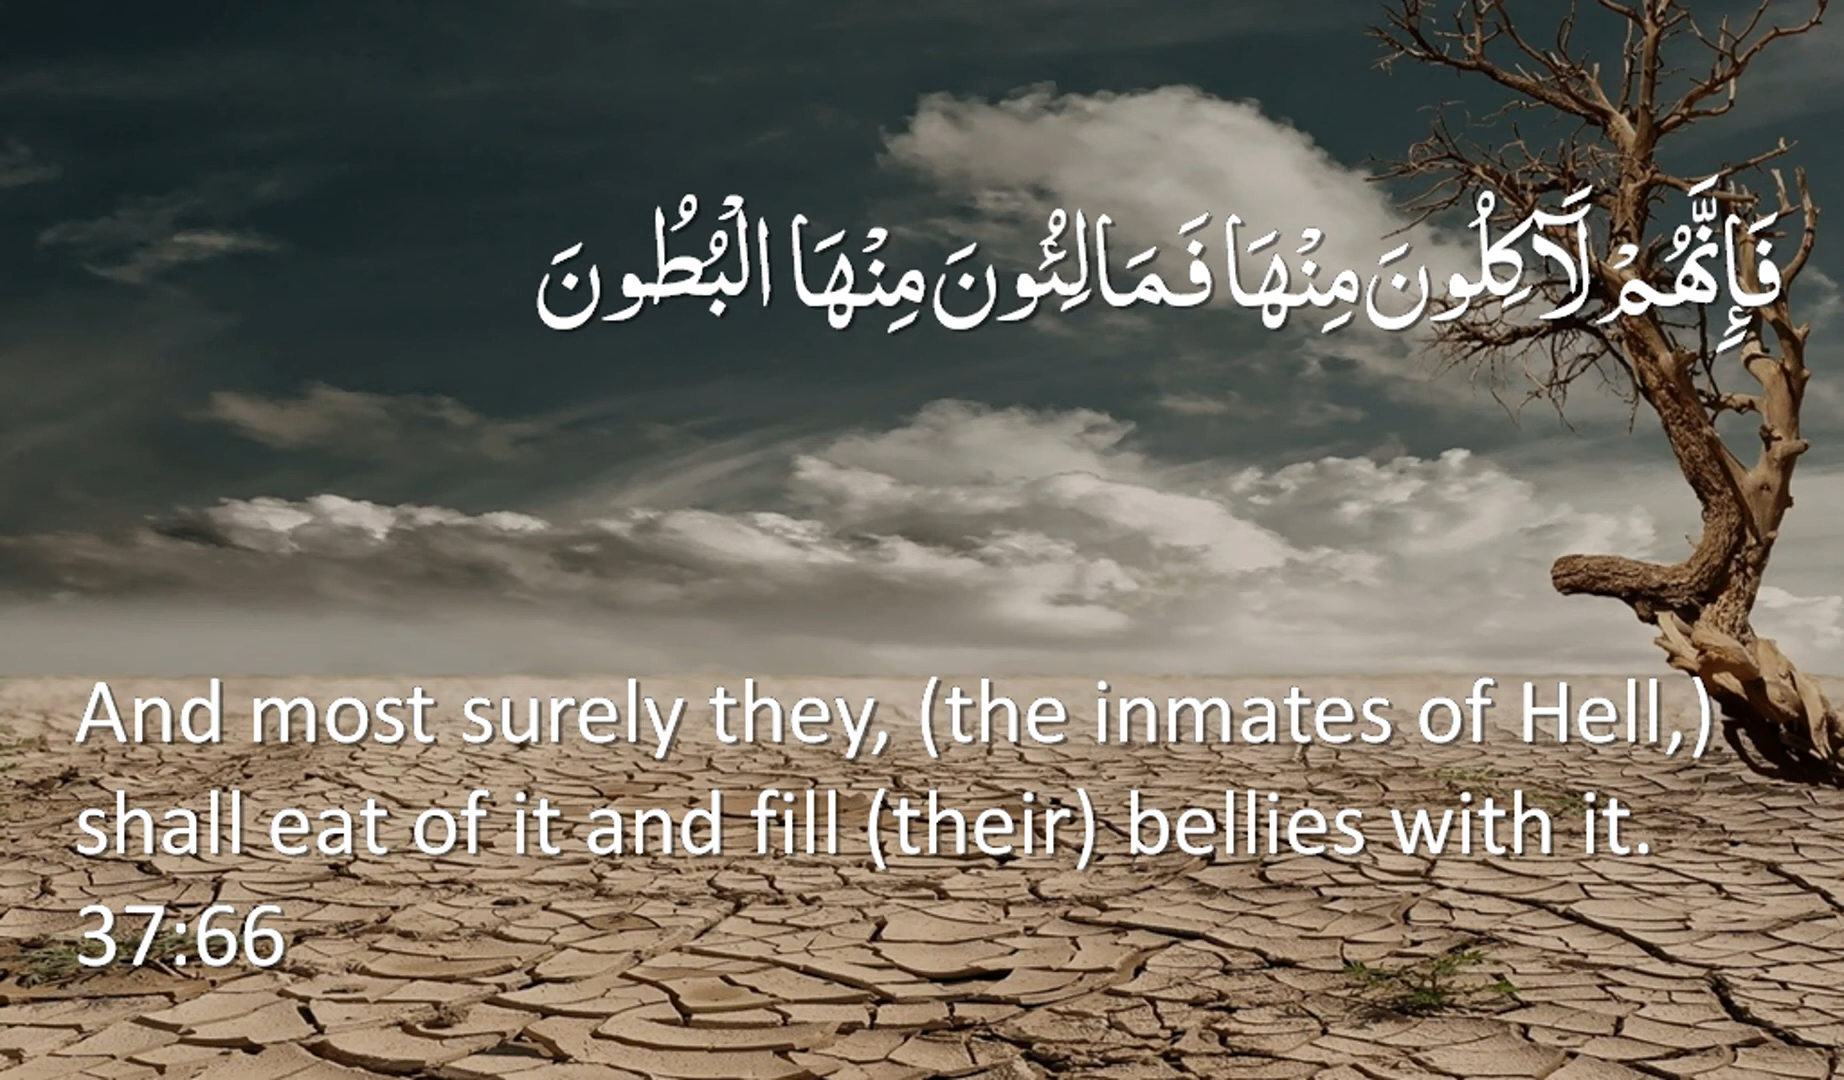 فَإِنَّهُمْ لَآكِلُونَ مِنْهَا فَمَالِئُونَ مِنْهَا الْبُطُونَ
And most surely they, (the inmates of Hell,)
shall eat of it and fill (their) bellies with it.
37:66